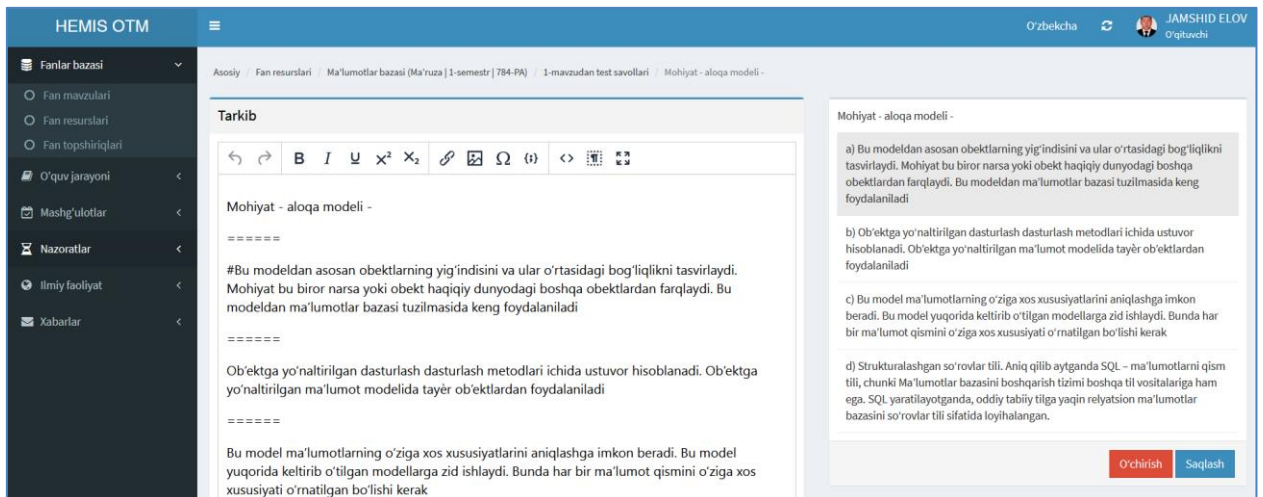 HEMIS OTM
O'zbekcha
JAMSHID ELOV
O'qituvchi
Fanlar bazasi
Fan mavzulari
Fan resurslari
Fan topshiriqlari
O'quv jarayoni
Mashg'ulotlar
Nazoratlar
Ilmiy faoliyat
Xabarlar
Asosiy / Fan resurslari / Ma'lumotlar bazasi (Ma'ruza | 1-semestr | 784-PA) / 1-mavzudan test savollari / Mohiyat - aloqa modeli -
Tarkib
Mohiyat - aloqa modeli -
======
#Bu modeldan asosan obektlarning yig‘indisini va ular o‘rtasidagi bog‘liqlikni tasvirlaydi.
Mohiyat bu biror narsa yoki obekt haqiqiy dunyodagi boshqa obektlardan farqlaydi. Bu
modeldan ma’lumotlar bazasi tuzilmasida keng foydalaniladi
======
Ob’ektga yo‘naltirilgan dasturlash dasturlash metodlari ichida ustuvor hisoblanadi. Ob’ektga
yo‘naltirilgan ma’lumot modelida tayèr ob’ektlardan foydalaniladi
======
Bu model ma’lumotlarning o‘ziga xos xususiyatlarini aniqlashga imkon beradi. Bu model
yuqorida keltirib o‘tilgan modellarga zid ishlaydi. Bunda har bir ma’lumot qismini o‘ziga xos
xususiyati o‘rnatilgan bo‘lishi kerak
Mohiyat - aloqa modeli -
a) Bu modeldan asosan obektlarning yig‘indisini va ular o‘rtasidagi bog‘liqlikni
tasvirlaydi. Mohiyat bu biror narsa yoki obekt haqiqiy dunyodagi boshqa
obektlardan farqlaydi. Bu modeldan ma’lumotlar bazasi tuzilmasida keng
foydalaniladi
b) Ob’ektga yo‘naltirilgan dasturlash dasturlash metodlari ichida ustuvor
hisoblanadi. Ob’ektga yo‘naltirilgan ma’lumot modelida tayèr ob’ektlardan
foydalaniladi
c) Bu model ma’lumotlarning o‘ziga xos xususiyatlarini aniqlashga imkon
beradi. Bu model yuqorida keltirib o‘tilgan modellarga zid ishlaydi. Bunda har
bir ma’lumot qismini o‘ziga xos xususiyati o‘rnatilgan bo‘lishi kerak
d) Strukturalashgan so‘rovlar tili. Aniq qilib aytganda SQL – ma’lumotlarni qism
tili, chunki Ma’lumotlar bazasini boshqarish tizimi boshqa til vositalariga ham
ega. SQL yaratilayotganda, oddiy tabiiy tilga yaqin relyatsion ma’lumotlar
bazasini so‘rovlar tili sifatida loyihalangan.
O'chirish
Saqlash